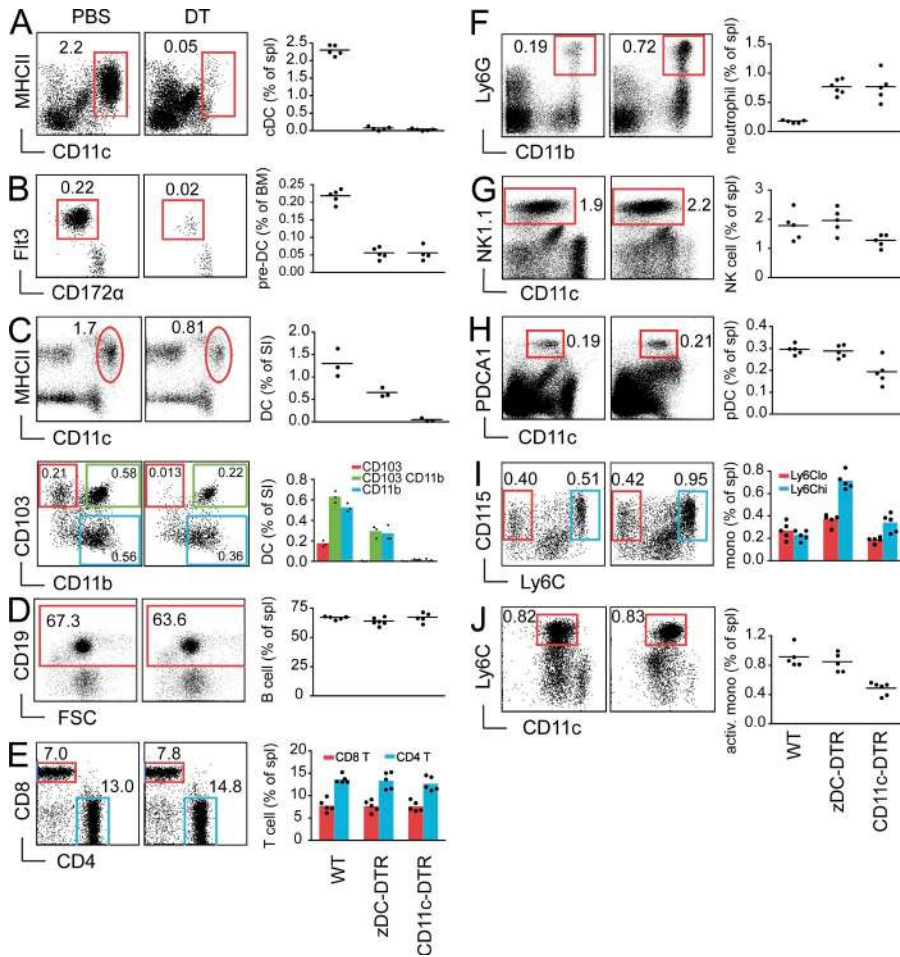 A
PBS
DT
2.2
0.05
MHCII
CD11c
cDC (% of spl)
2.5
2.0
1.5
1.0
0.5
0.0
B
0.22
0.02
Flt3
CD172α
pre-DC (% of BM)
0.20
0.15
0.10
0.05
0.00
C
1.7
0.81
MHCII
CD11c
DC (% of SI)
2.0
1.5
1.0
0.5
0.0
0.21
0.58
0.56
0.013
0.22
0.36
CD103
CD11b
DC (% of SI)
0.8
0.6
0.4
0.2
0
CD103
CD103 CD11b
CD11b
D
67.3
63.6
CD19
FSC
B cell (% of spl)
75
50
25
0
E
7.0
13.0
7.8
14.8
CD8
CD4
T cell (% of spl)
20
15
10
5
0
CD8 T
CD4 T
WT
zDC-DTR
CD11c-DTR
F
0.19
0.72
Ly6G
CD11b
neutrophil (% of spl)
1.5
1.0
0.5
0.0
G
1.9
2.2
NK1.1
CD11c
NK cell (% of spl)
3
2
1
0
H
0.19
0.21
PDCA1
CD11c
pDC (% of spl)
0.4
0.3
0.2
0.1
0.0
I
0.40
0.51
0.42
0.95
CD115
Ly6C
mono (% of spl)
0.8
0.6
0.4
0.2
0
Ly6Clo
Ly6Chi
J
0.82
0.83
Ly6C
CD11c
activ. mono (% of spl)
1.2
0.8
0.4
0.0
WT
zDC-DTR
CD11c-DTR